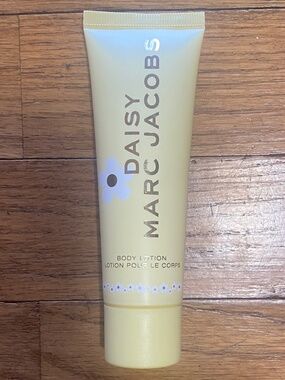 DAISY
MARC JACOBS
BODY LOTION
LOTION POUR LE CORPS